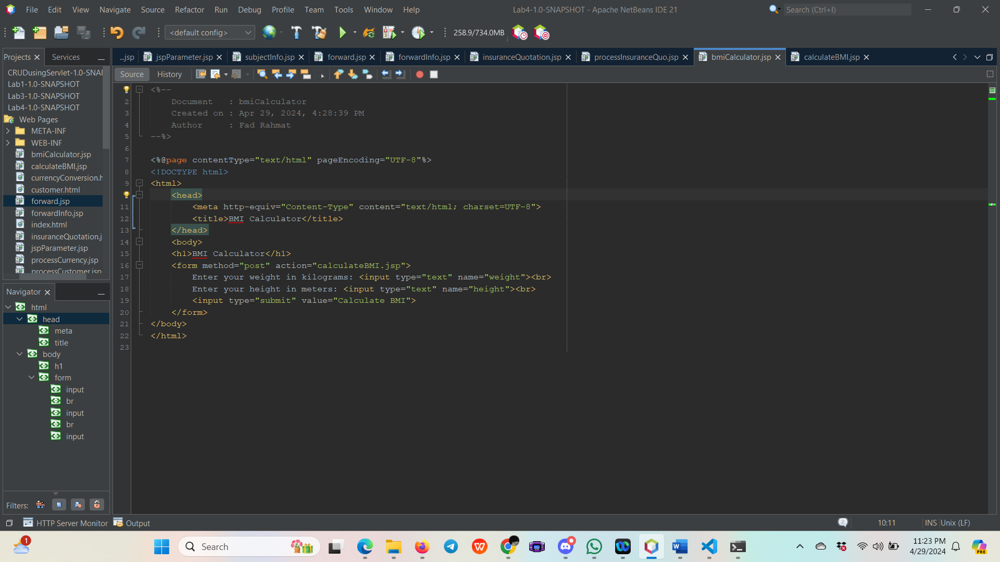 File Edit View Navigate Source Refactor Run Debug Profile Team Tools Window Help
Lab4-1.0-SNAPSHOT - Apache NetBeans IDE 21
Search (Ctrl+I)
<default config>
258.9/734.0MB
Projects
Services
...jsp
jspParameter.jsp
subjectInfo.jsp
forward.jsp
forwardInfo.jsp
insuranceQuotation.jsp
processInsuranceQuo.jsp
bmiCalculator.jsp
calculateBMI.jsp
Source
History
CRUDusingServlet-1.0-SNAP
Lab1-1.0-SNAPSHOT
Lab3-1.0-SNAPSHOT
Lab4-1.0-SNAPSHOT
Web Pages
META-INF
WEB-INF
bmiCalculator.jsp
calculateBMI.jsp
currencyConversion.h
customer.html
forward.jsp
forwardInfo.jsp
index.html
insuranceQuotation.j
jspParameter.jsp
processCurrency.jsp
processCustomer.jsp
Navigator
html
head
meta
title
body
h1
form
input
br
input
br
input
Filters:
<%--
2 Document : bmiCalculator
3 Created on : Apr 29, 2024, 4:28:39 PM
4 Author : Fad Rahmat
5 --%>
6
7 <%@page contentType="text/html" pageEncoding="UTF-8"%>
8 <!DOCTYPE html>
9 <html>
<head>
11 <meta http-equiv="Content-Type" content="text/html; charset=UTF-8">
12 <title>BMI Calculator</title>
13 </head>
14 <body>
15 <h1>BMI Calculator</h1>
16 <form method="post" action="calculateBMI.jsp">
17 Enter your weight in kilograms: <input type="text" name="weight"><br>
18 Enter your height in meters: <input type="text" name="height"><br>
19 <input type="submit" value="Calculate BMI">
20 </form>
21 </body>
22 </html>
23
HTTP Server Monitor
Output
2
10:11
INS
Unix (LF)
1
Search
11:23 PM
4/29/2024
PRE